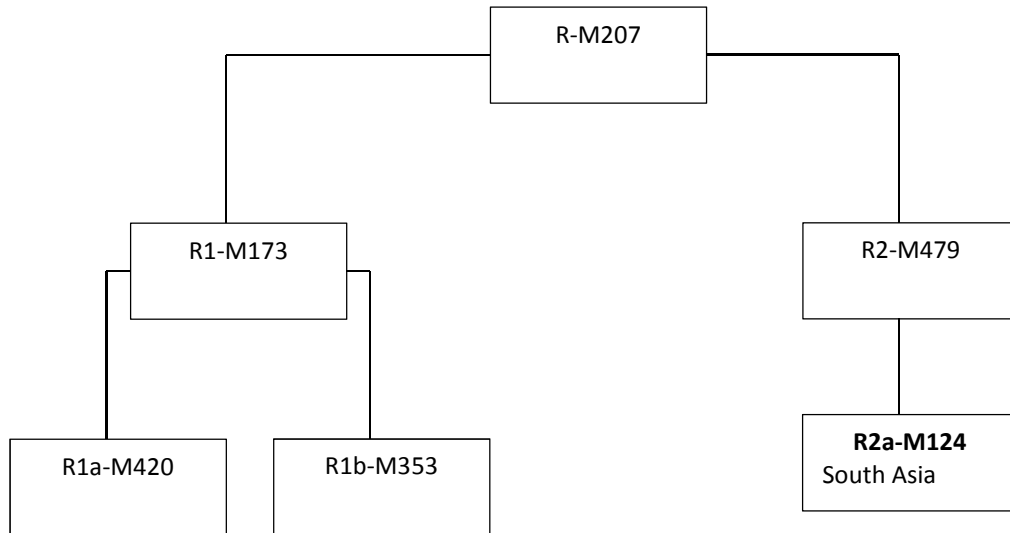 R-M207
R1-M173
R2-M479
R1a-M420
R1b-M353
R2a-M124
South Asia